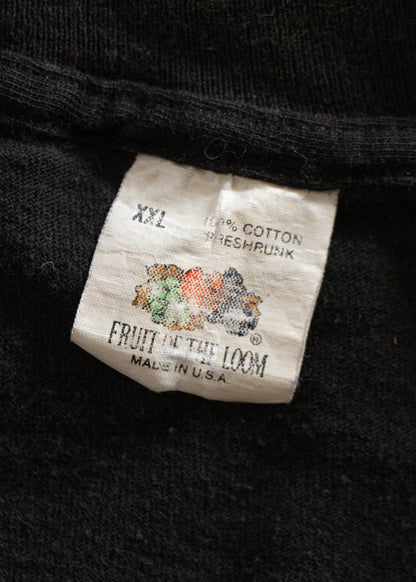 XXL
100% COTTON
PRESHRUNK
FRUIT OF THE LOOM
®
MADE IN U.S.A.